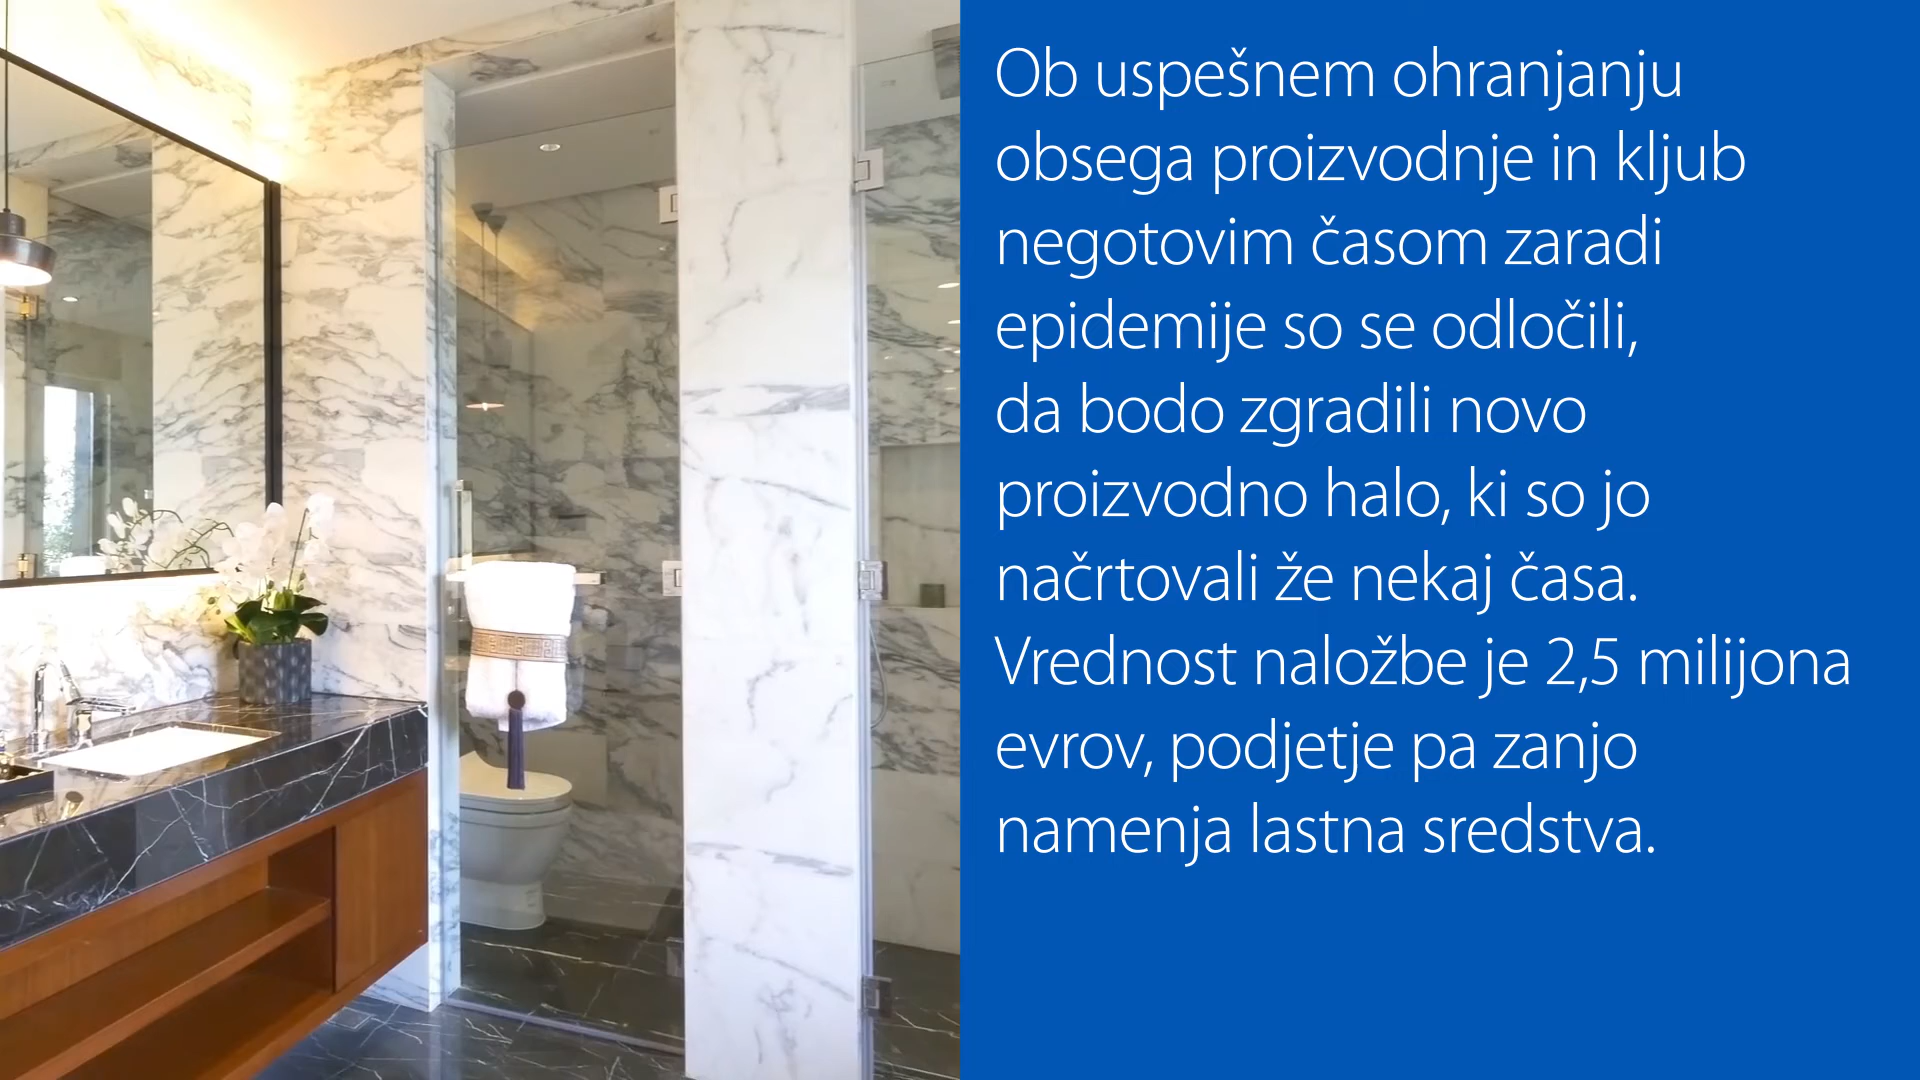 Ob uspešnem ohranjanju
obsega proizvodnje in kljub
negotovim časom zaradi
epidemije so se odločili,
da bodo zgradili novo
proizvodno halo, ki so jo
načrtovali že nekaj časa.
Vrednost naložbe je 2,5 milijona
evrov, podjetje pa zanjo
namenja lastna sredstva.